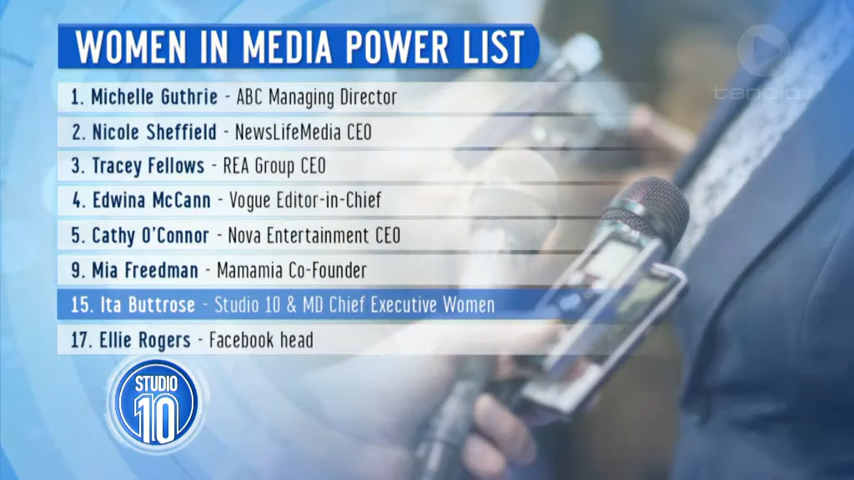 WOMEN IN MEDIA POWER LIST
1. Michelle Guthrie - ABC Managing Director
2. Nicole Sheffield - NewsLifeMedia CEO
3. Tracey Fellows - REA Group CEO
4. Edwina McCann - Vogue Editor-in-Chief
5. Cathy O'Connor - Nova Entertainment CEO
9. Mia Freedman - Mamamia Co-Founder
15. Ita Buttrose - Studio 10 & MD Chief Executive Women
17. Ellie Rogers - Facebook head
STUDIO
10
tenplay